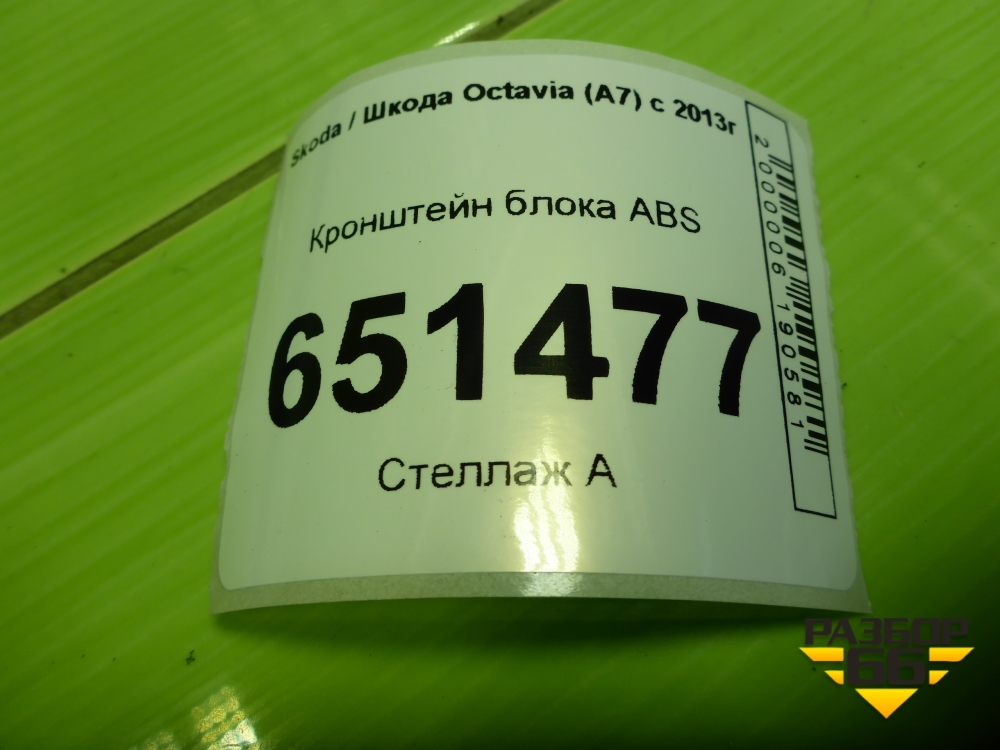 Skoda / Шкода Octavia (A7) с 2013г
Кронштейн блока ABS
651477
Стеллаж А
2000006190581
РАЗБОР
66